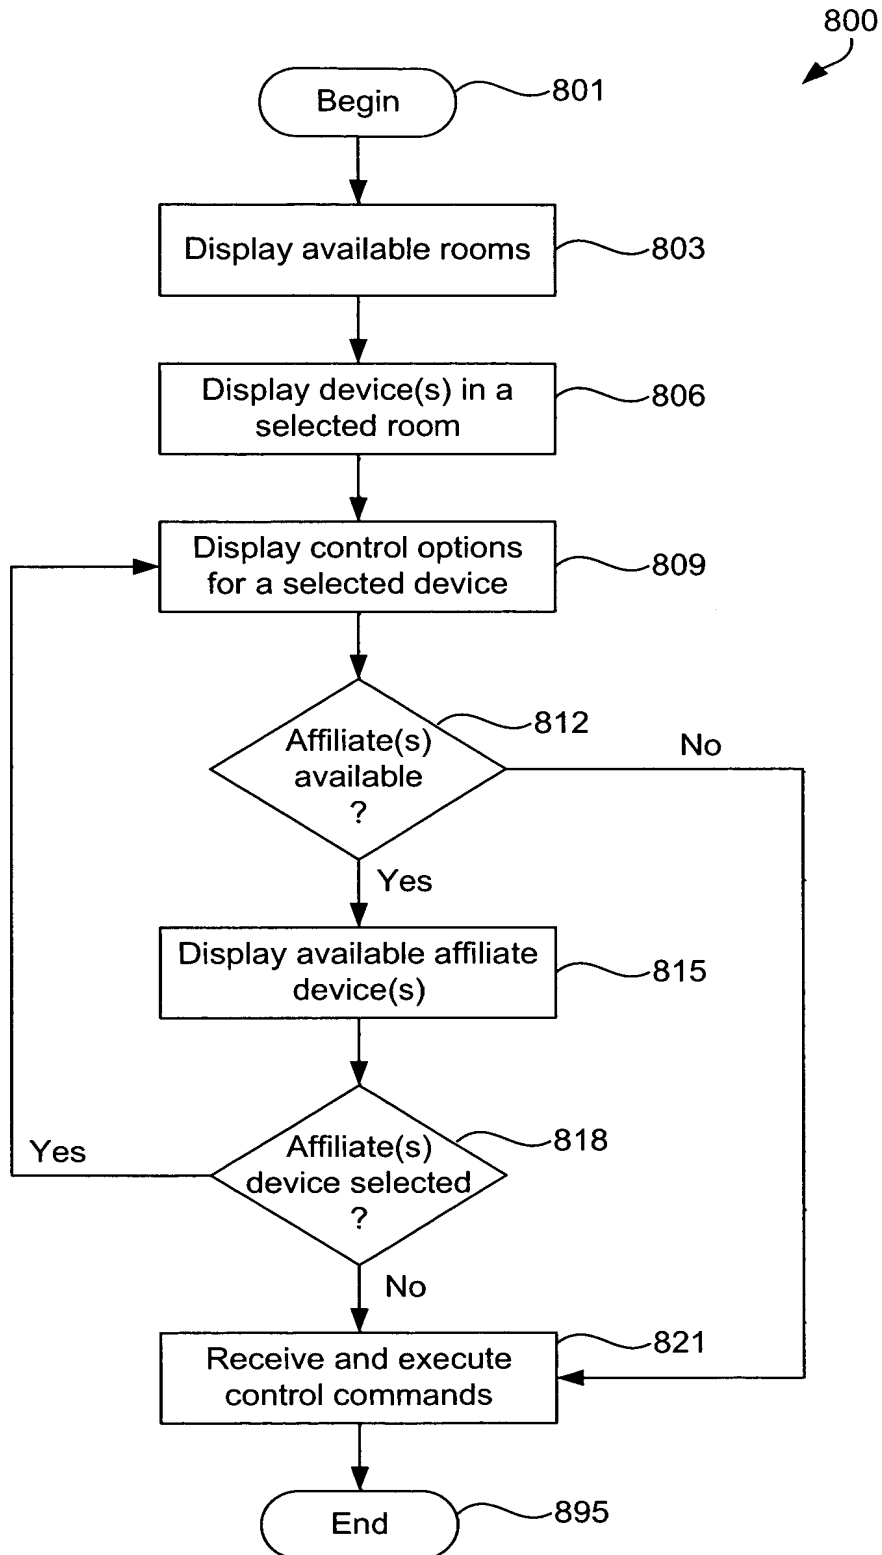 800
Begin
801
Display available rooms
803
Display device(s) in a
selected room
806
Display control options
for a selected device
809
Affiliate(s)
available
?
812
No
Yes
Display available affiliate
device(s)
815
Affiliate(s)
device selected
?
818
Yes
No
Receive and execute
control commands
821
End
895